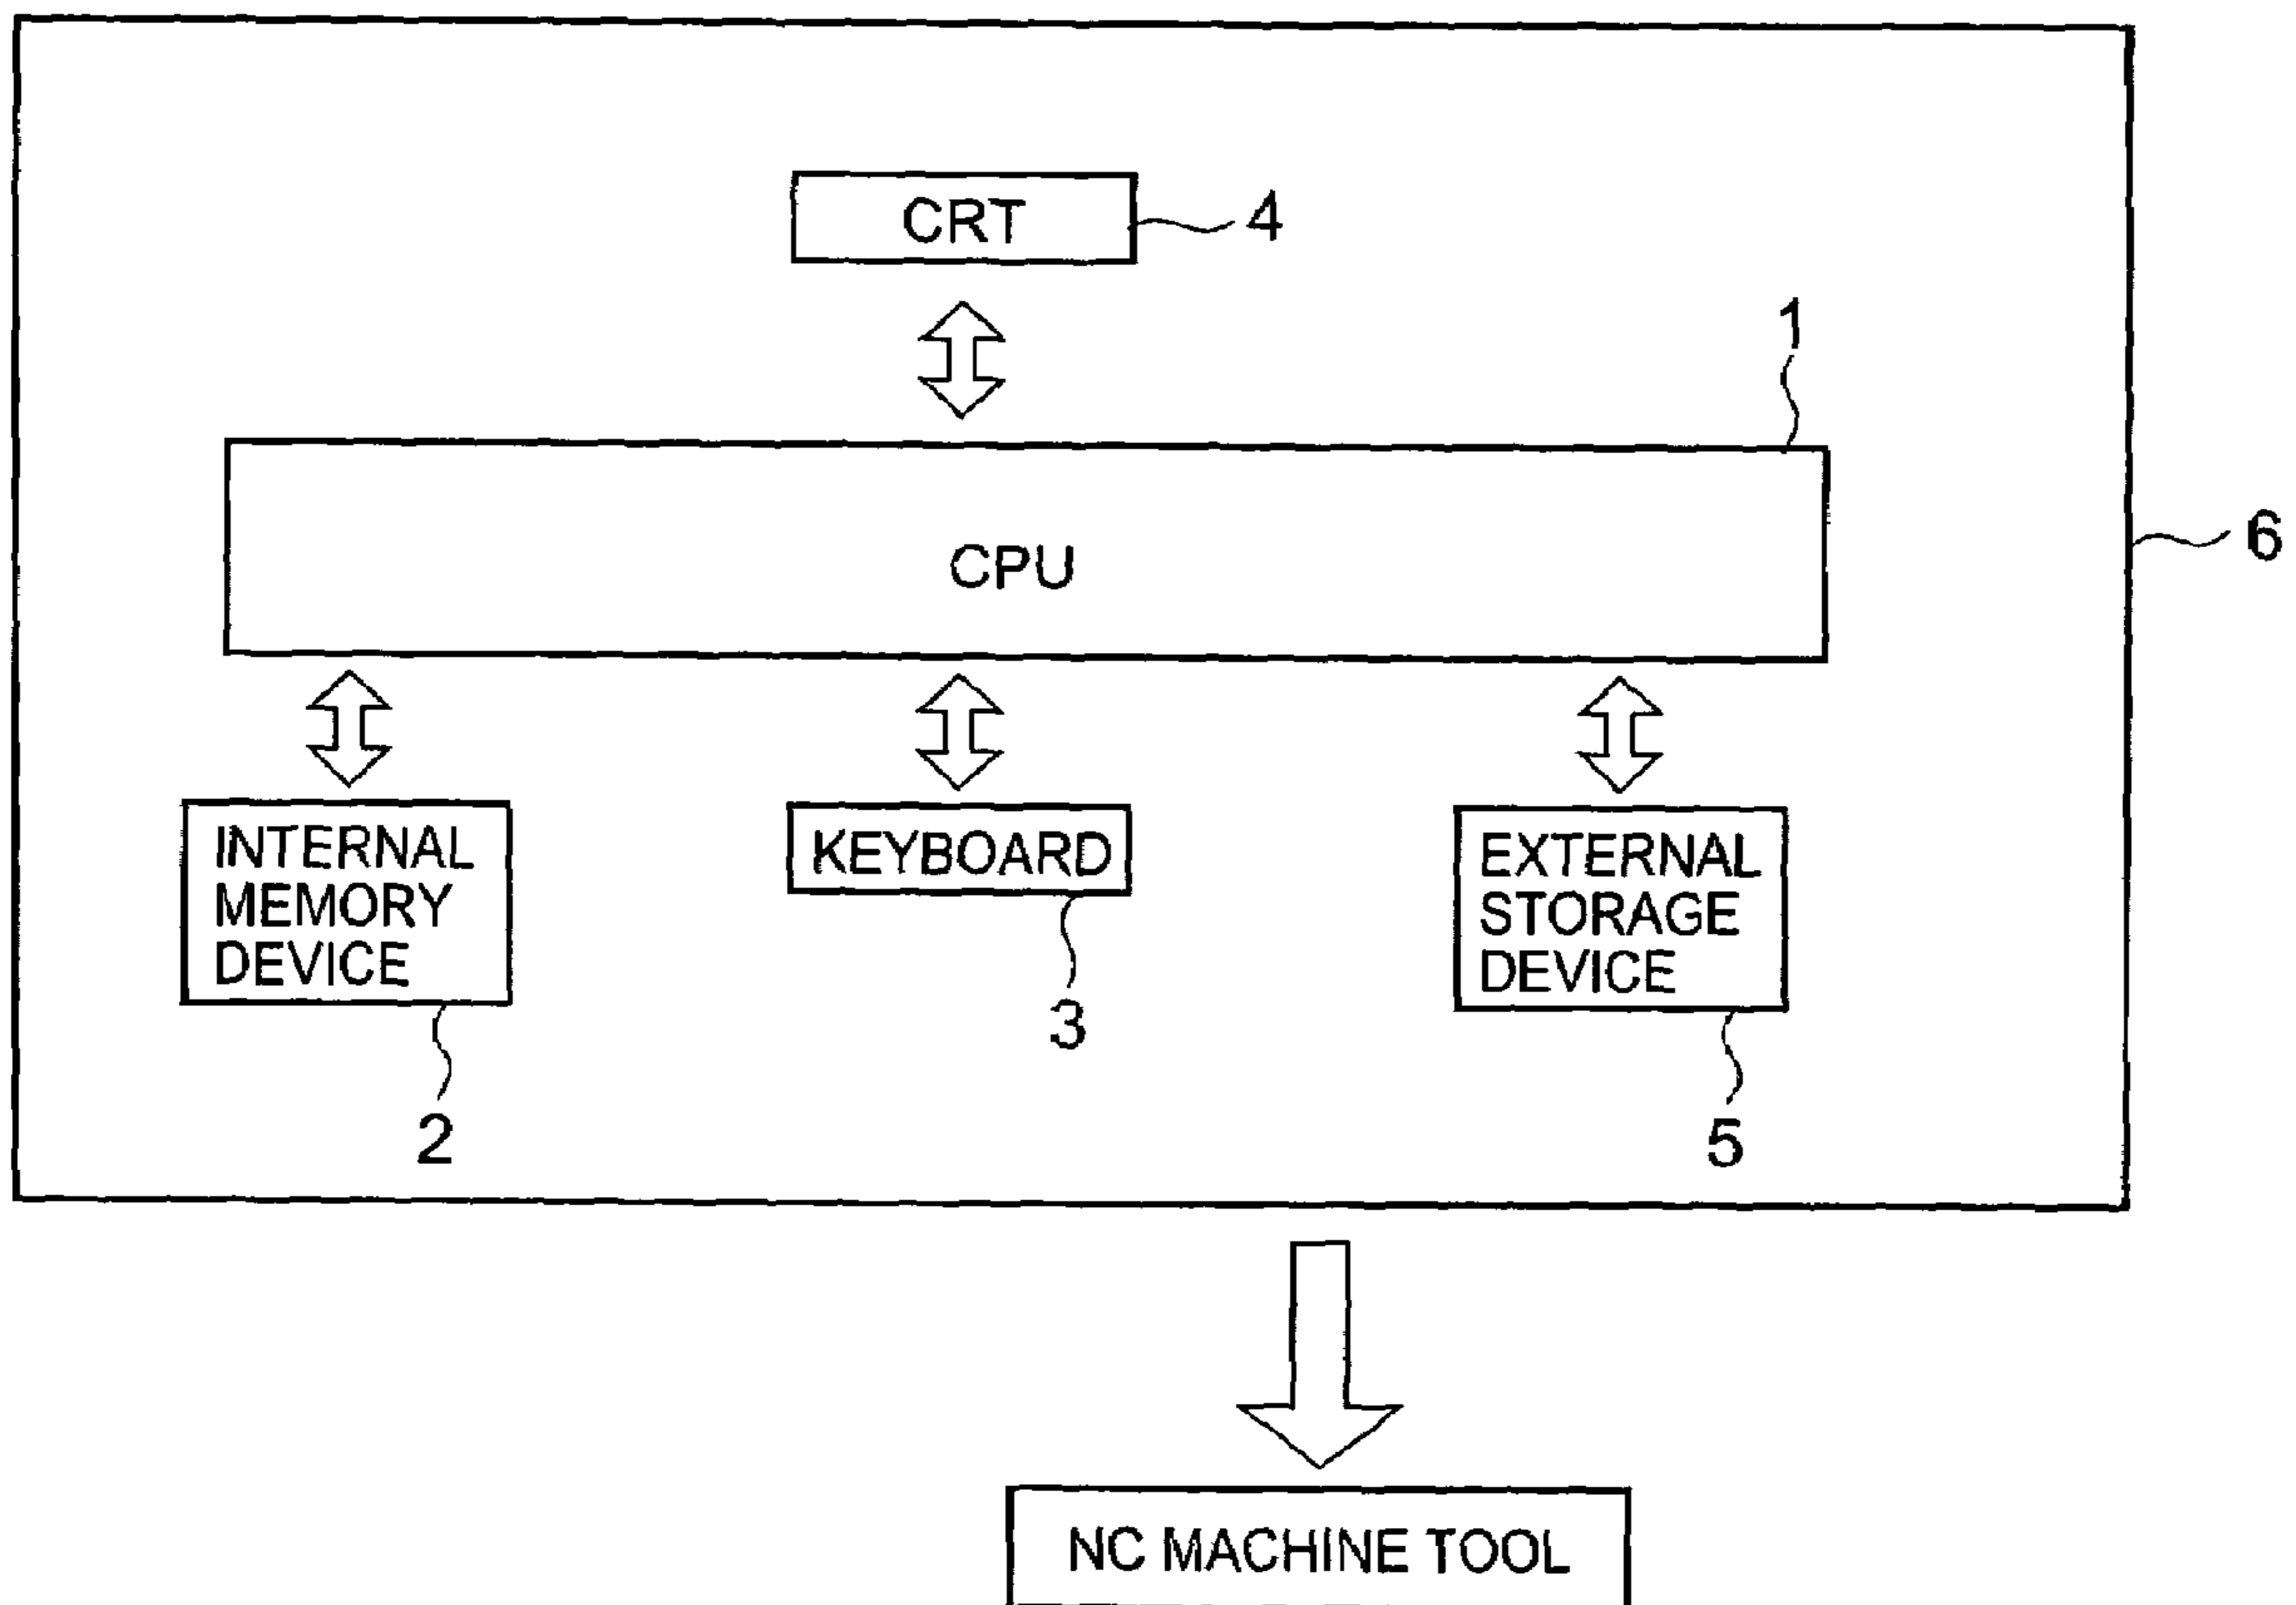 CRT
4
1
CPU
6
INTERNAL
MEMORY
DEVICE
KEYBOARD
EXTERNAL
STORAGE
DEVICE
2
3
5
NC MACHINE TOOL